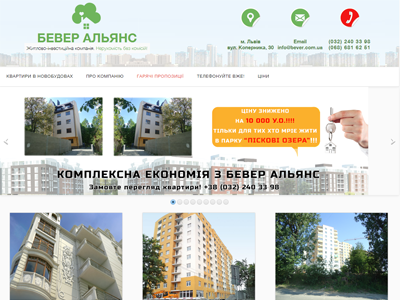 БЕВЕР АЛЬЯНС
Житлово-інвестиційна компанія. Нерухомість без комісії!
м. Львів
вул. Коперника, 30
Email
info@bever.com.ua
(032) 240 33 90
(063) 601 62 61
КВАРТИРИ В НОВОБУДОВАХ
ПРО КОМПАНІЮ
ГАРЯЧІ ПРОПОЗИЦІЇ
ТЕЛЕФОНУЙТЕ ВЖЕ!
ЦІНИ
ЦІНУ ЗНИЖЕНО
НА 10 000 У.О.!!!!
ТІЛЬКИ ДЛЯ ТИХ ХТО МРІЄ ЖИТИ
В ПАРКУ "ПІСКОВІ ОЗЕРА"!!!
КОМПЛЕКСНА ЕКОНОМІЯ З БЕВЕР АЛЬЯНС
Замовте перегляд квартири! +38 (032) 240 33 98